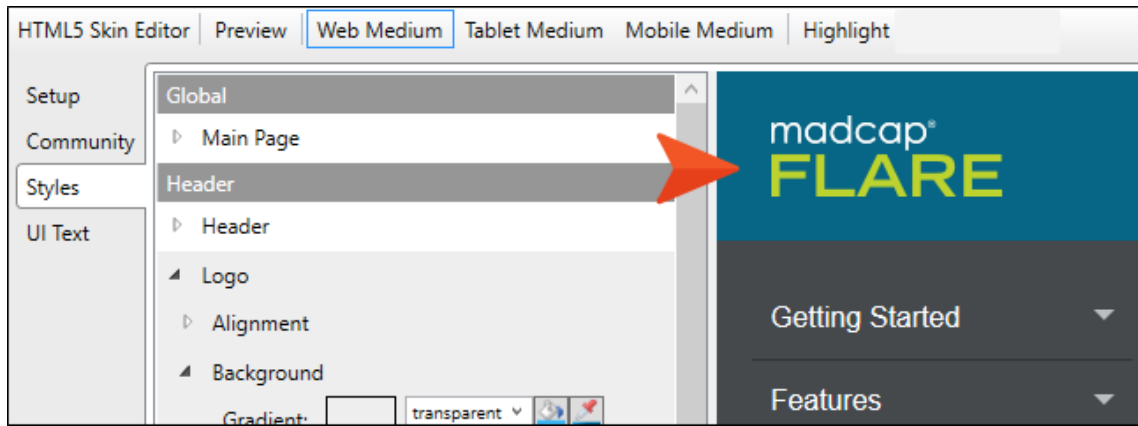 HTML5 Skin Editor Preview Web Medium Tablet Medium Mobile Medium Highlight
Setup
Community
Styles
UI Text
Global
Main Page
Header
Header
Logo
Alignment
Background
Gradient: transparent
madcap®
FLARE
Getting Started
Features